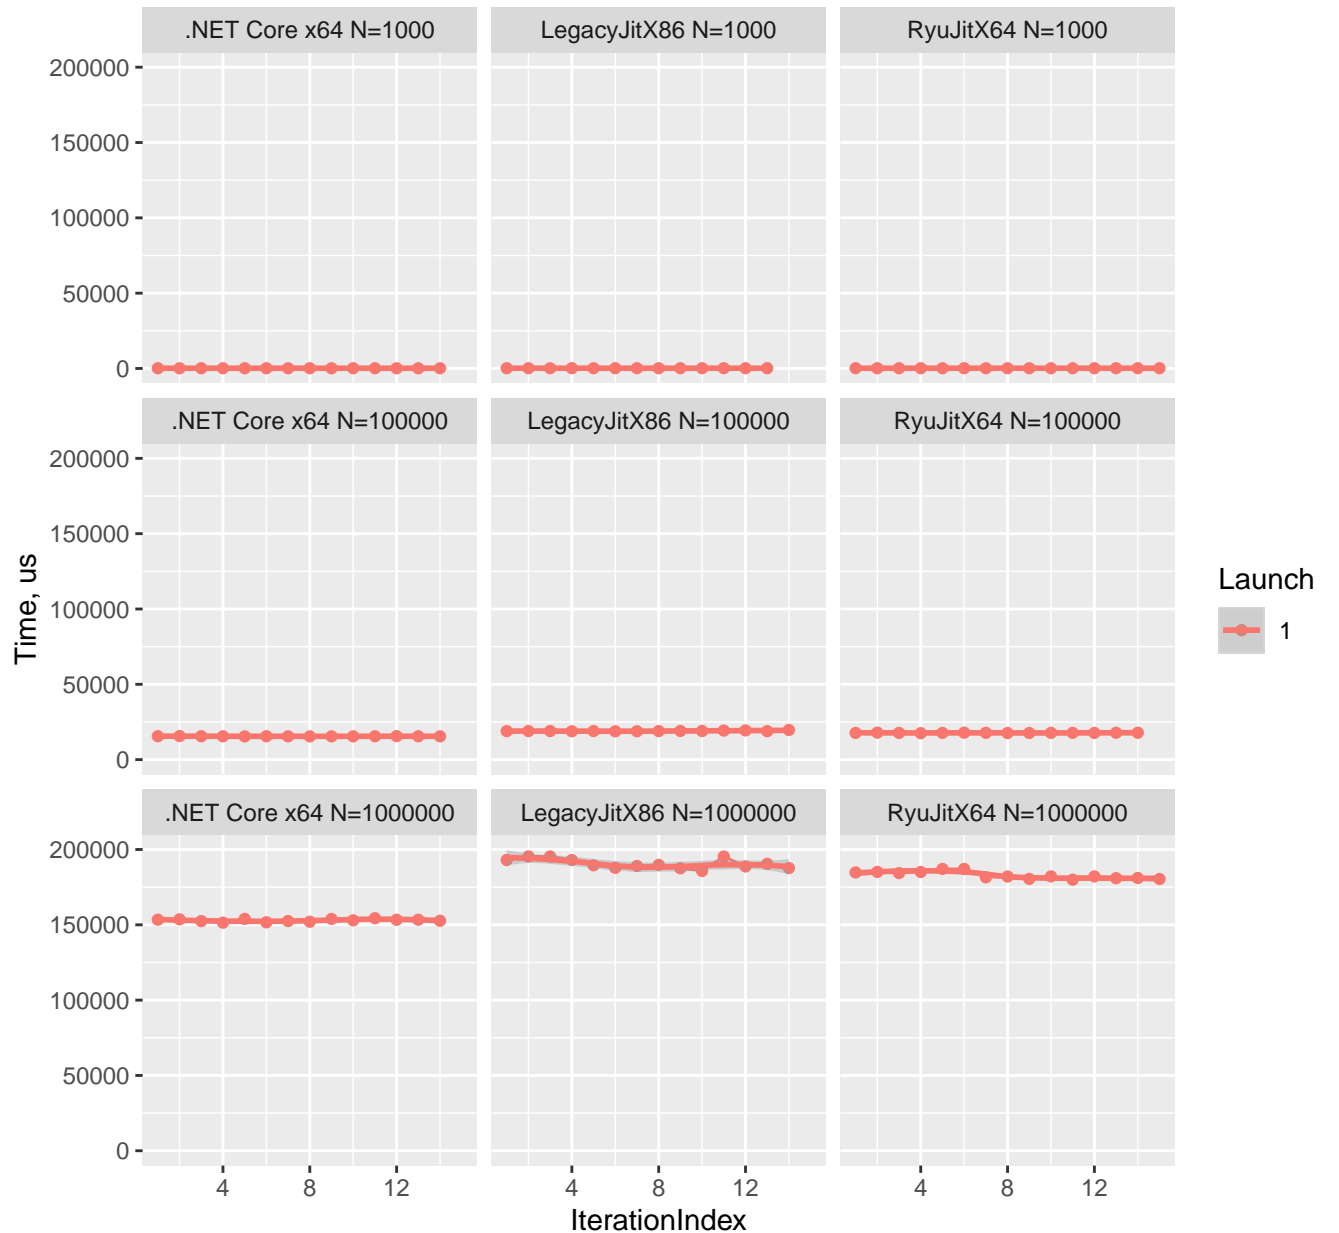 .NET Core x64 N=1000
LegacyJitX86 N=1000
RyuJitX64 N=1000
200000
150000
100000
50000
0
.NET Core x64 N=100000
LegacyJitX86 N=100000
RyuJitX64 N=100000
200000
150000
100000
50000
0
.NET Core x64 N=1000000
LegacyJitX86 N=1000000
RyuJitX64 N=1000000
200000
150000
100000
50000
0
4 8 12
4 8 12
4 8 12
IterationIndex
Time, us
Launch
1